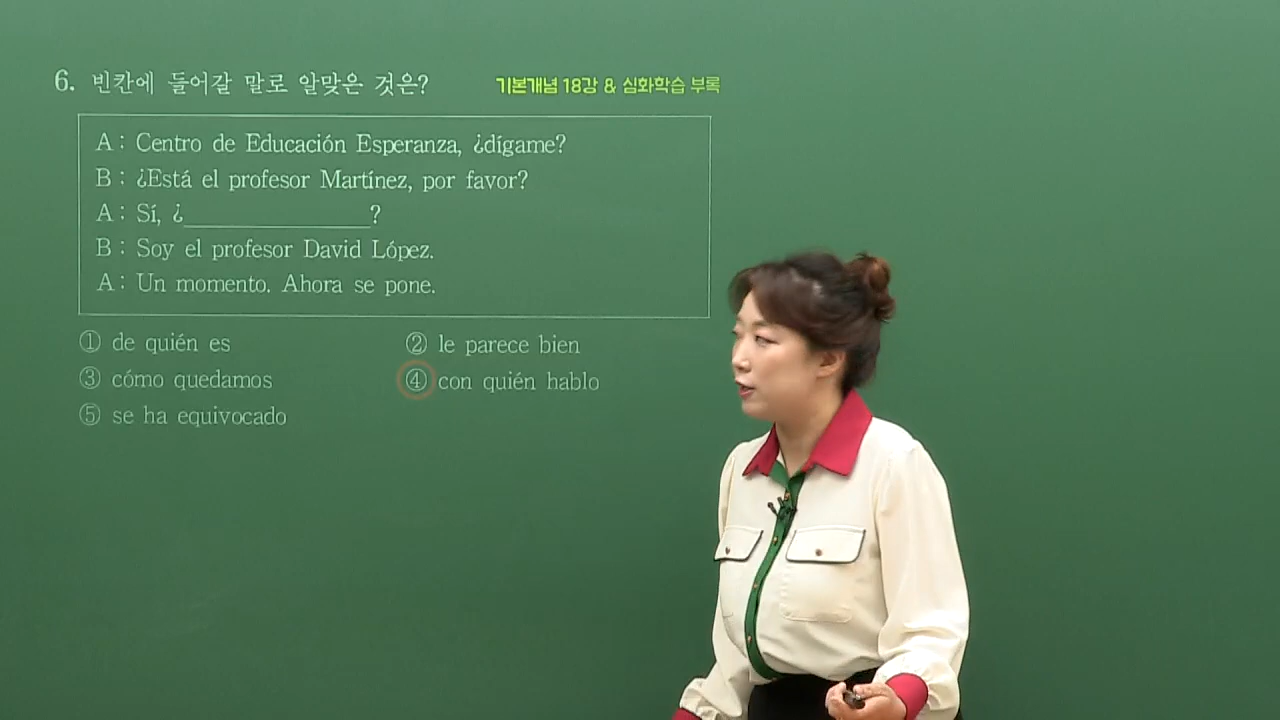 6. 빈칸에 들어갈 말로 알맞은 것은? 기본개념 18강 & 심화학습 부록
A : Centro de Educación Esperanza, ¿dígame?
B : ¿Está el profesor Martínez, por favor?
A : Sí, ¿_______________?
B : Soy el profesor David López.
A : Un momento. Ahora se pone.
① de quién es ② le parece bien
③ cómo quedamos ④ con quién hablo
⑤ se ha equivocado